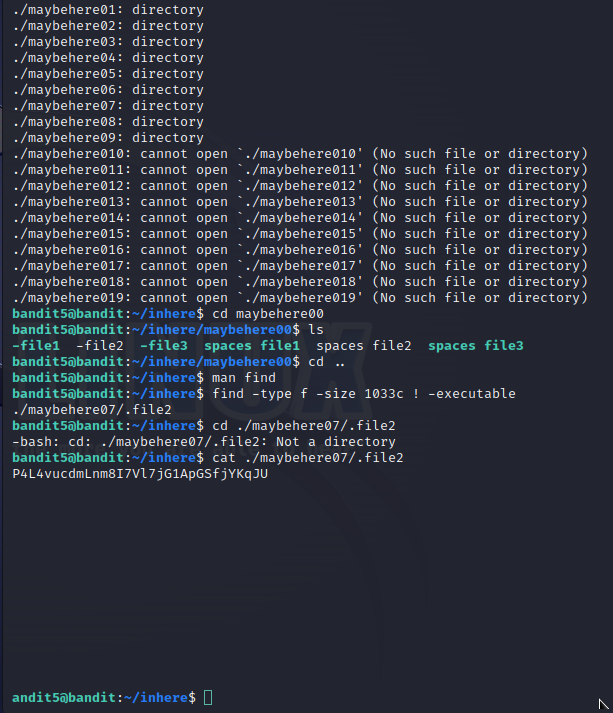 ./maybehere01: directory
./maybehere02: directory
./maybehere03: directory
./maybehere04: directory
./maybehere05: directory
./maybehere06: directory
./maybehere07: directory
./maybehere08: directory
./maybehere09: directory
./maybehere010: cannot open `./maybehere010' (No such file or directory)
./maybehere011: cannot open `./maybehere011' (No such file or directory)
./maybehere012: cannot open `./maybehere012' (No such file or directory)
./maybehere013: cannot open `./maybehere013' (No such file or directory)
./maybehere014: cannot open `./maybehere014' (No such file or directory)
./maybehere015: cannot open `./maybehere015' (No such file or directory)
./maybehere016: cannot open `./maybehere016' (No such file or directory)
./maybehere017: cannot open `./maybehere017' (No such file or directory)
./maybehere018: cannot open `./maybehere018' (No such file or directory)
./maybehere019: cannot open `./maybehere019' (No such file or directory)
bandit5@bandit:~/inhere$ cd maybehere00
bandit5@bandit:~/inhere/maybehere00$ ls
-file1  -file2  -file3  spaces file1  spaces file2  spaces file3
bandit5@bandit:~/inhere/maybehere00$ cd ..
bandit5@bandit:~/inhere$ man find
bandit5@bandit:~/inhere$ find -type f -size 1033c ! -executable
./maybehere07/.file2
bandit5@bandit:~/inhere$ cd ./maybehere07/.file2
-bash: cd: ./maybehere07/.file2: Not a directory
bandit5@bandit:~/inhere$ cat ./maybehere07/.file2
P4L4vucdmLnm8I7Vl7jG1ApGSfjYKqJU
andit5@bandit:~/inhere$